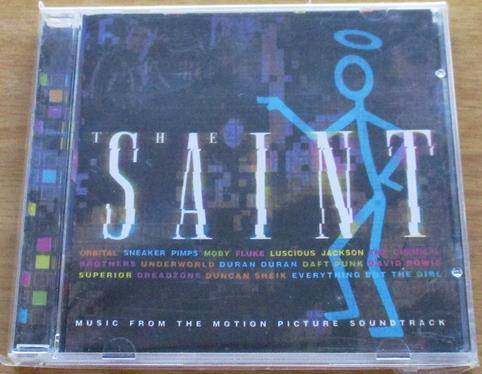 THE
SAINT
ORBITAL SNEAKER PIMPS MOBY FLUKE LUSCIOUS JACKSON THE CHEMICAL
BROTHERS UNDERWORLD DURAN DURAN DAFT PUNK DAVID BOWIE
SUPERIOR DREADZONE DUNCAN SHEIK EVERYTHING BUT THE GIRL
MUSIC FROM THE MOTION PICTURE SOUNDTRACK